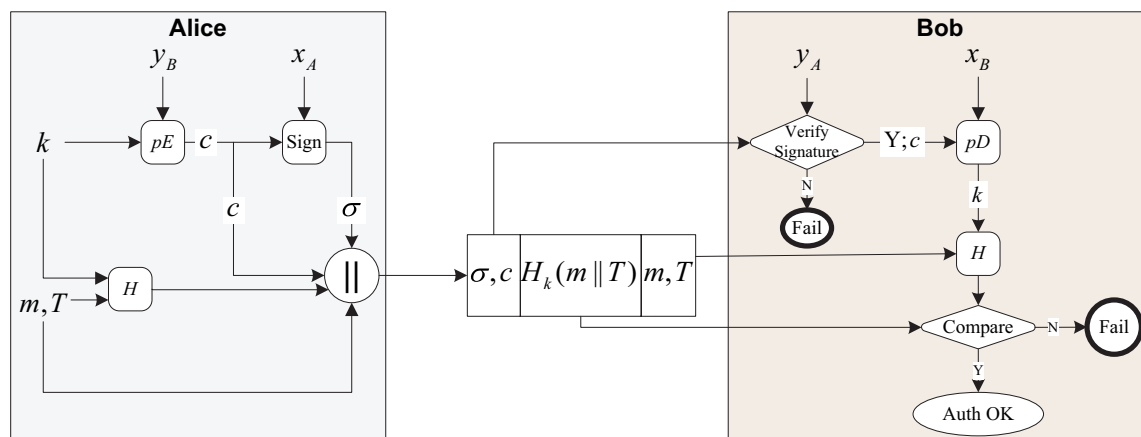 Alice
y_B
x_A
k
pE
c
Sign
c
σ
H
||
m,T
σ,c
H_k(m || T)
m,T
Bob
y_A
x_B
Verify
Signature
Y;c
pD
N
k
Fail
H
Compare
N
Fail
Y
Auth OK